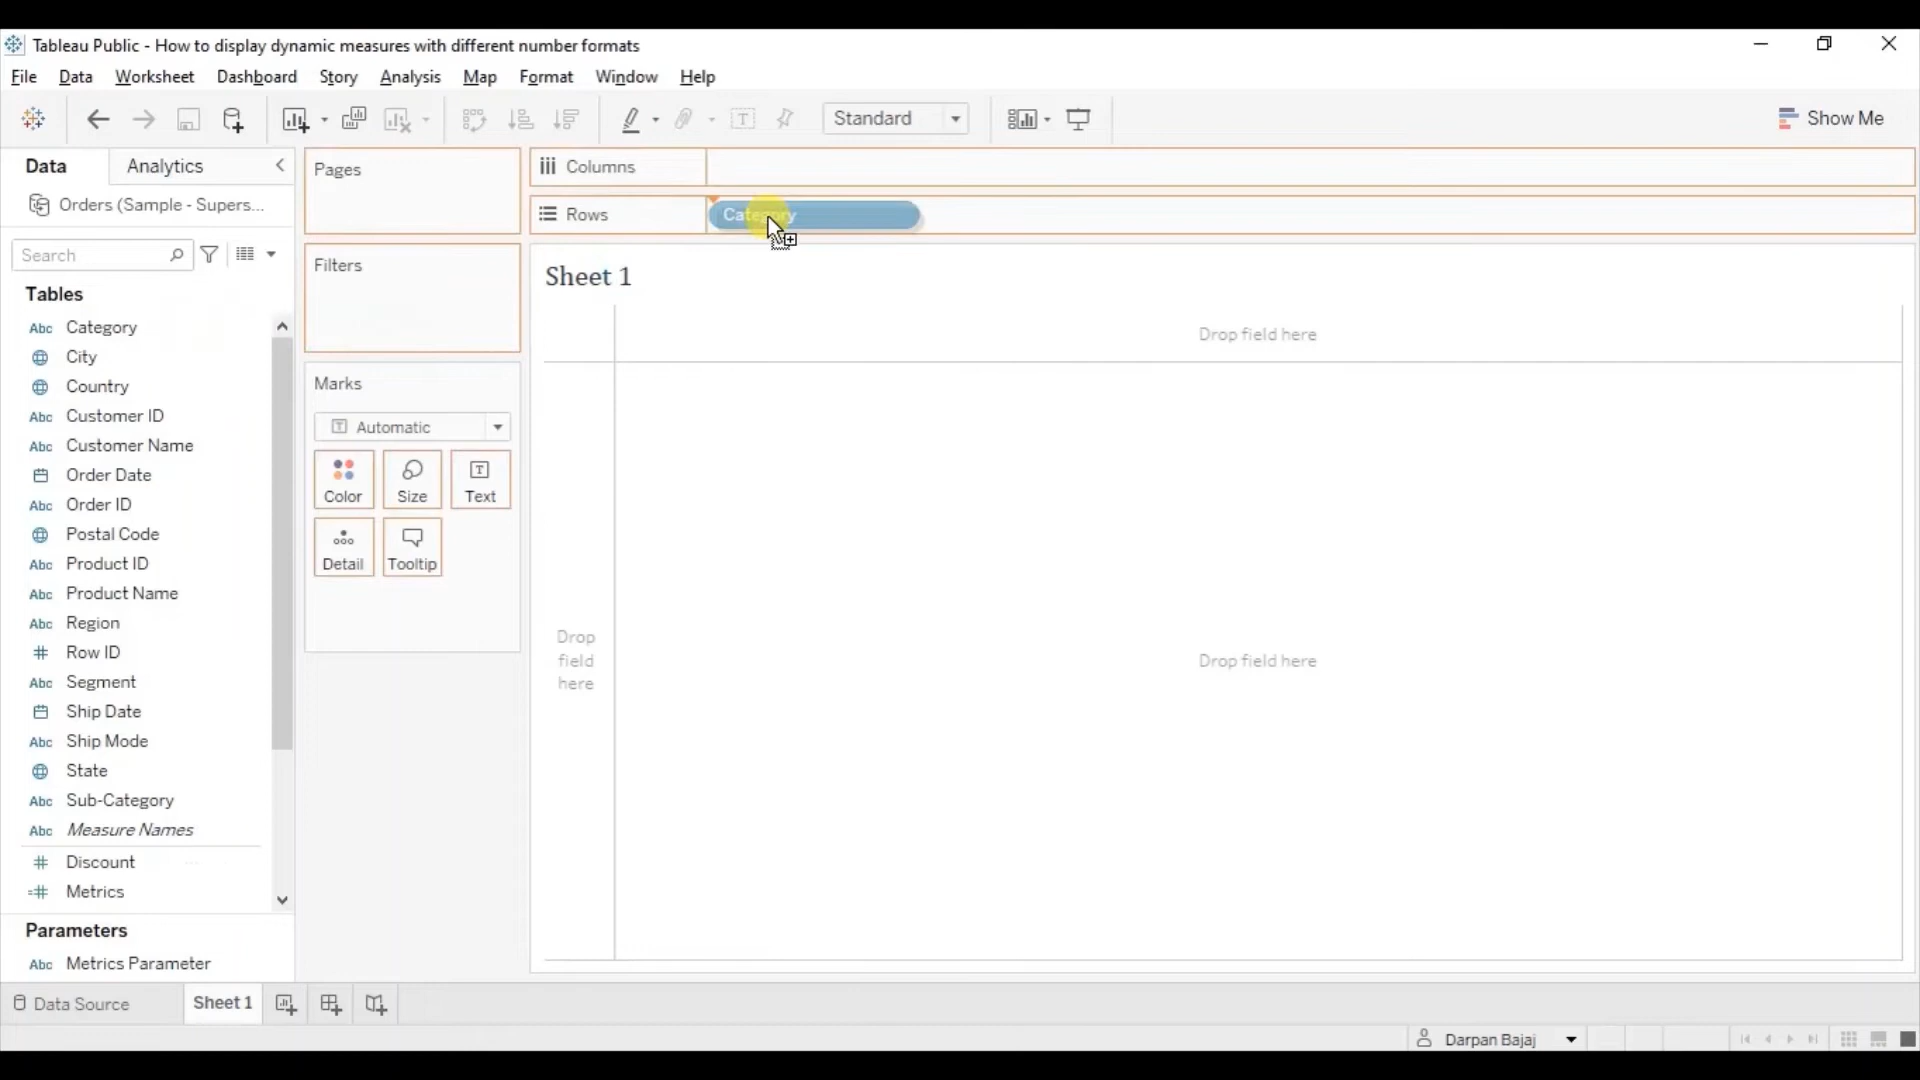 Tableau Public - How to display dynamic measures with different number formats
File Data Worksheet Dashboard Story Analysis Map Format Window Help
Standard
Show Me
Data Analytics
Orders (Sample - Supers...
Search
Tables
Abc Category
City
Country
Abc Customer ID
Abc Customer Name
Order Date
Abc Order ID
Postal Code
Abc Product ID
Abc Product Name
Abc Region
# Row ID
Abc Segment
Ship Date
Abc Ship Mode
State
Abc Sub-Category
Abc Measure Names
# Discount
=# Metrics
Parameters
Abc Metrics Parameter
Pages
Filters
Marks
Automatic
Color Size Text
Detail Tooltip
Columns
Rows Category
Sheet 1
Drop field here
Drop
field
here
Drop field here
Data Source Sheet 1
Darpan Bajaj